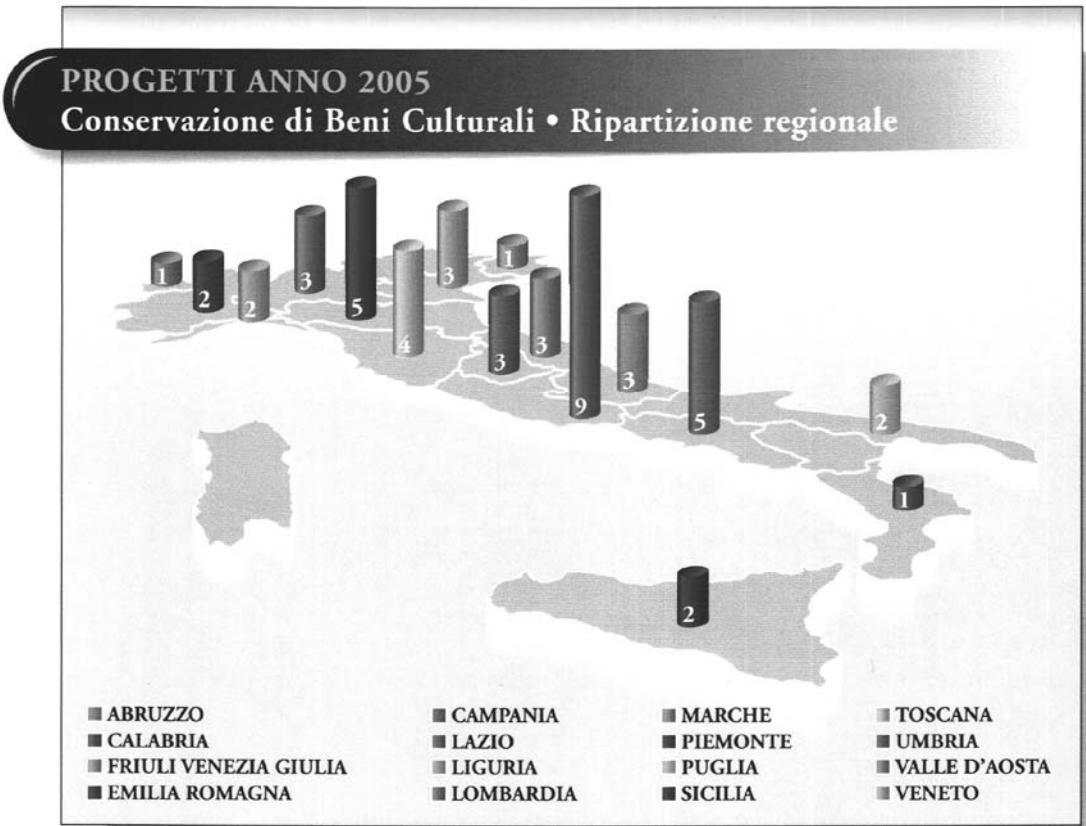 PROGETTI ANNO 2005
Conservazione di Beni Culturali • Ripartizione regionale
1
2
2
3
5
4
3
1
3
3
9
3
5
2
1
2
ABRUZZO
CALABRIA
FRIULI VENEZIA GIULIA
EMILIA ROMAGNA
CAMPANIA
LAZIO
LIGURIA
LOMBARDIA
MARCHE
PIEMONTE
PUGLIA
SICILIA
TOSCANA
UMBRIA
VALLE D'AOSTA
VENETO